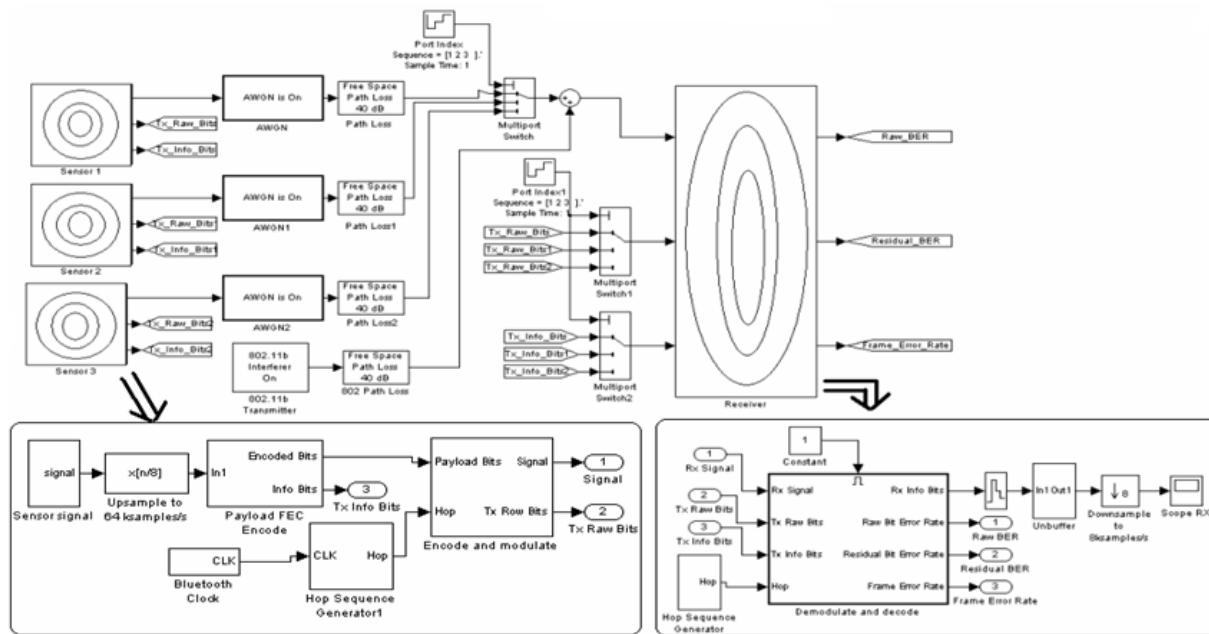 Port Index
Sequence = [1 2 3 ].'
Sample Time: 1
AWGN is On
AWGN
Free Space
Path Loss
40 dB
Path Loss
Multiport
Switch
Tx_Raw_Bits
Tx_Info_Bits
Sensor 1
Raw_BER
Port Index1
Sequence = [1 2 3 ].'
Sample Time:
AWGN is On
AWGN1
Free Space
Path Loss
40 dB
Path Loss1
Tx_Raw_Bits1
Tx_Info_Bits1
Sensor 2
Tx_Raw_Bits
Tx_Raw_Bits1
Tx_Raw_Bits2
Multiport
Switch1
Residual_BER
AWGN is On
AWGN2
Free Space
Path Loss
40 dB
Path Loss2
Tx_Raw_Bits2
Tx_Info_Bits2
Sensor 3
Tx_Info_Bits
Tx_Info_Bits1
Tx_Info_Bits2
Multiport
Switch2
Frame_Error_Rate
802.11b
Interferer
On
802.11b
Transmitter
Free Space
Path Loss
40 dB
802 Path Loss
Receiver
signal
Sensor signal
x[n/8]
Upsample to
64 ksamples/s
In1
Encoded Bits
Info Bits
Payload FEC
Encode
3
Tx Info Bits
Payload Bits
Hop
Signal
Tx Row Bits
Encode and modulate
1
Signal
2
Tx Raw Bits
CLK
Bluetooth
Clock
CLK
Hop
Hop Sequence
Generator1
1
Constant
1
Rx Signal
2
Tx Raw Bits
3
Tx Info Bits
Hop
Hop Sequence
Generator
Rx Signal
Tx Raw Bits
Tx Info Bits
Hop
Rx Info Bits
Raw Bit Error Rate
Residual Bit Error Rate
Frame Error Rate
Demodulate and decode
1
Raw BER
2
Residual BER
3
Frame Error Rate
In1 Out1
Unbuffer
8
Downsample to
8ksamples/s
Scope RX